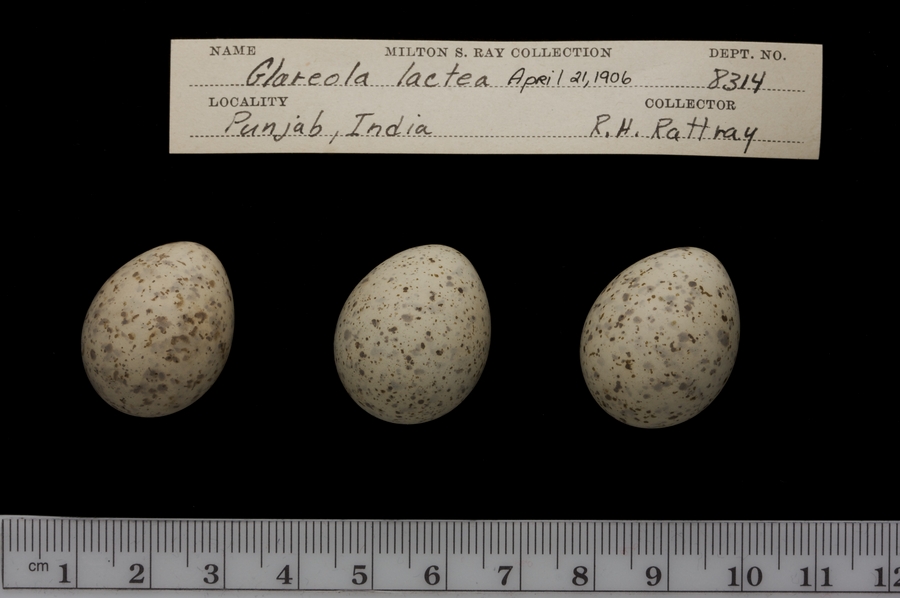 NAME MILTON S. RAY COLLECTION DEPT. NO.
Glareola lactea April 21, 1906 8314
LOCALITY COLLECTOR
Punjab, India R. H. Rattray
cm 1 2 3 4 5 6 7 8 9 10 11 12